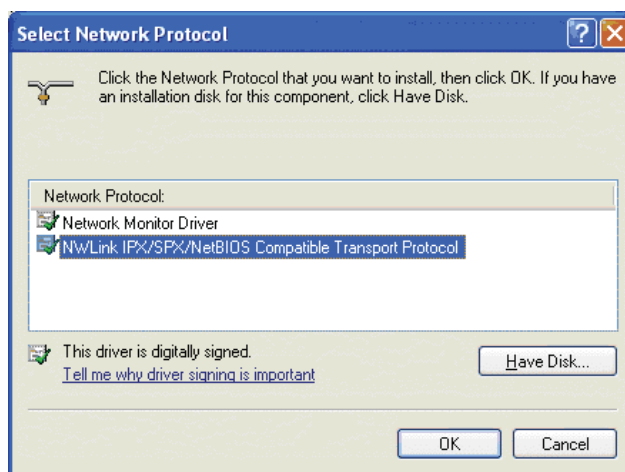 Select Network Protocol
Click the Network Protocol that you want to install, then click OK. If you have
an installation disk for this component, click Have Disk.
Network Protocol:
Network Monitor Driver
NWLink IPX/SPX/NetBIOS Compatible Transport Protocol
This driver is digitally signed.
Tell me why driver signing is important
Have Disk...
OK
Cancel